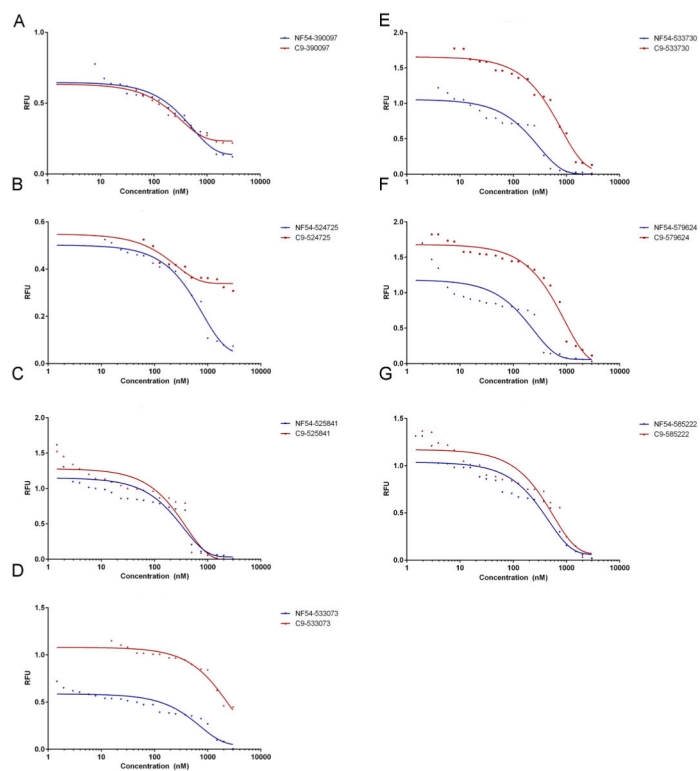 A
NF54-390097
C9-390097
1.0
0.5
0.0
RFU
1 10 100 1000 10000
Concentration (nM)
B
NF54-524725
C9-524725
0.6
0.4
0.2
0.0
RFU
1 10 100 1000 10000
Concentration (nM)
C
NF54-525841
C9-525841
2.0
1.5
1.0
0.5
0.0
RFU
1 10 100 1000 10000
Concentration (nM)
D
NF54-533073
C9-533073
1.5
1.0
0.5
0.0
RFU
1 10 100 1000 10000
Concentration (nM)
E
NF54-533730
C9-533730
2.0
1.5
1.0
0.5
0.0
RFU
1 10 100 1000 10000
Concentration (nM)
F
NF54-579624
C9-579624
2.0
1.5
1.0
0.5
0.0
RFU
1 10 100 1000 10000
Concentration (nM)
G
NF54-585222
C9-585222
1.5
1.0
0.5
0.0
RFU
1 10 100 1000 10000
Concentration (nM)